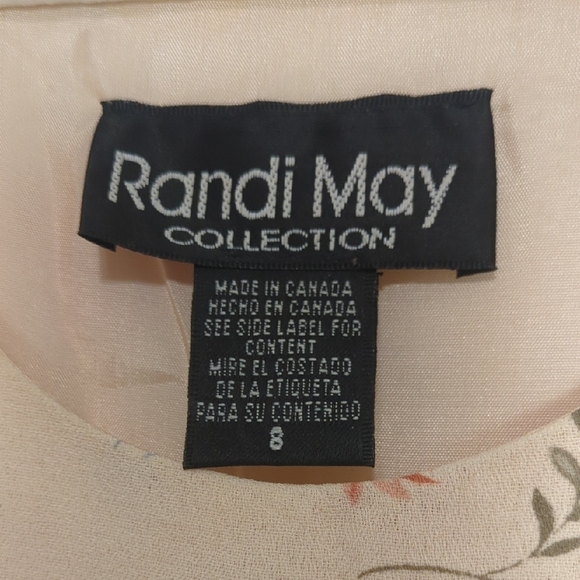 Randi May
COLLECTION
MADE IN CANADA
HECHO EN CANADA
SEE SIDE LABEL FOR
CONTENT
MIRE EL COSTADO
DE LA ETIQUETA
PARA SU CONTENIDO
8